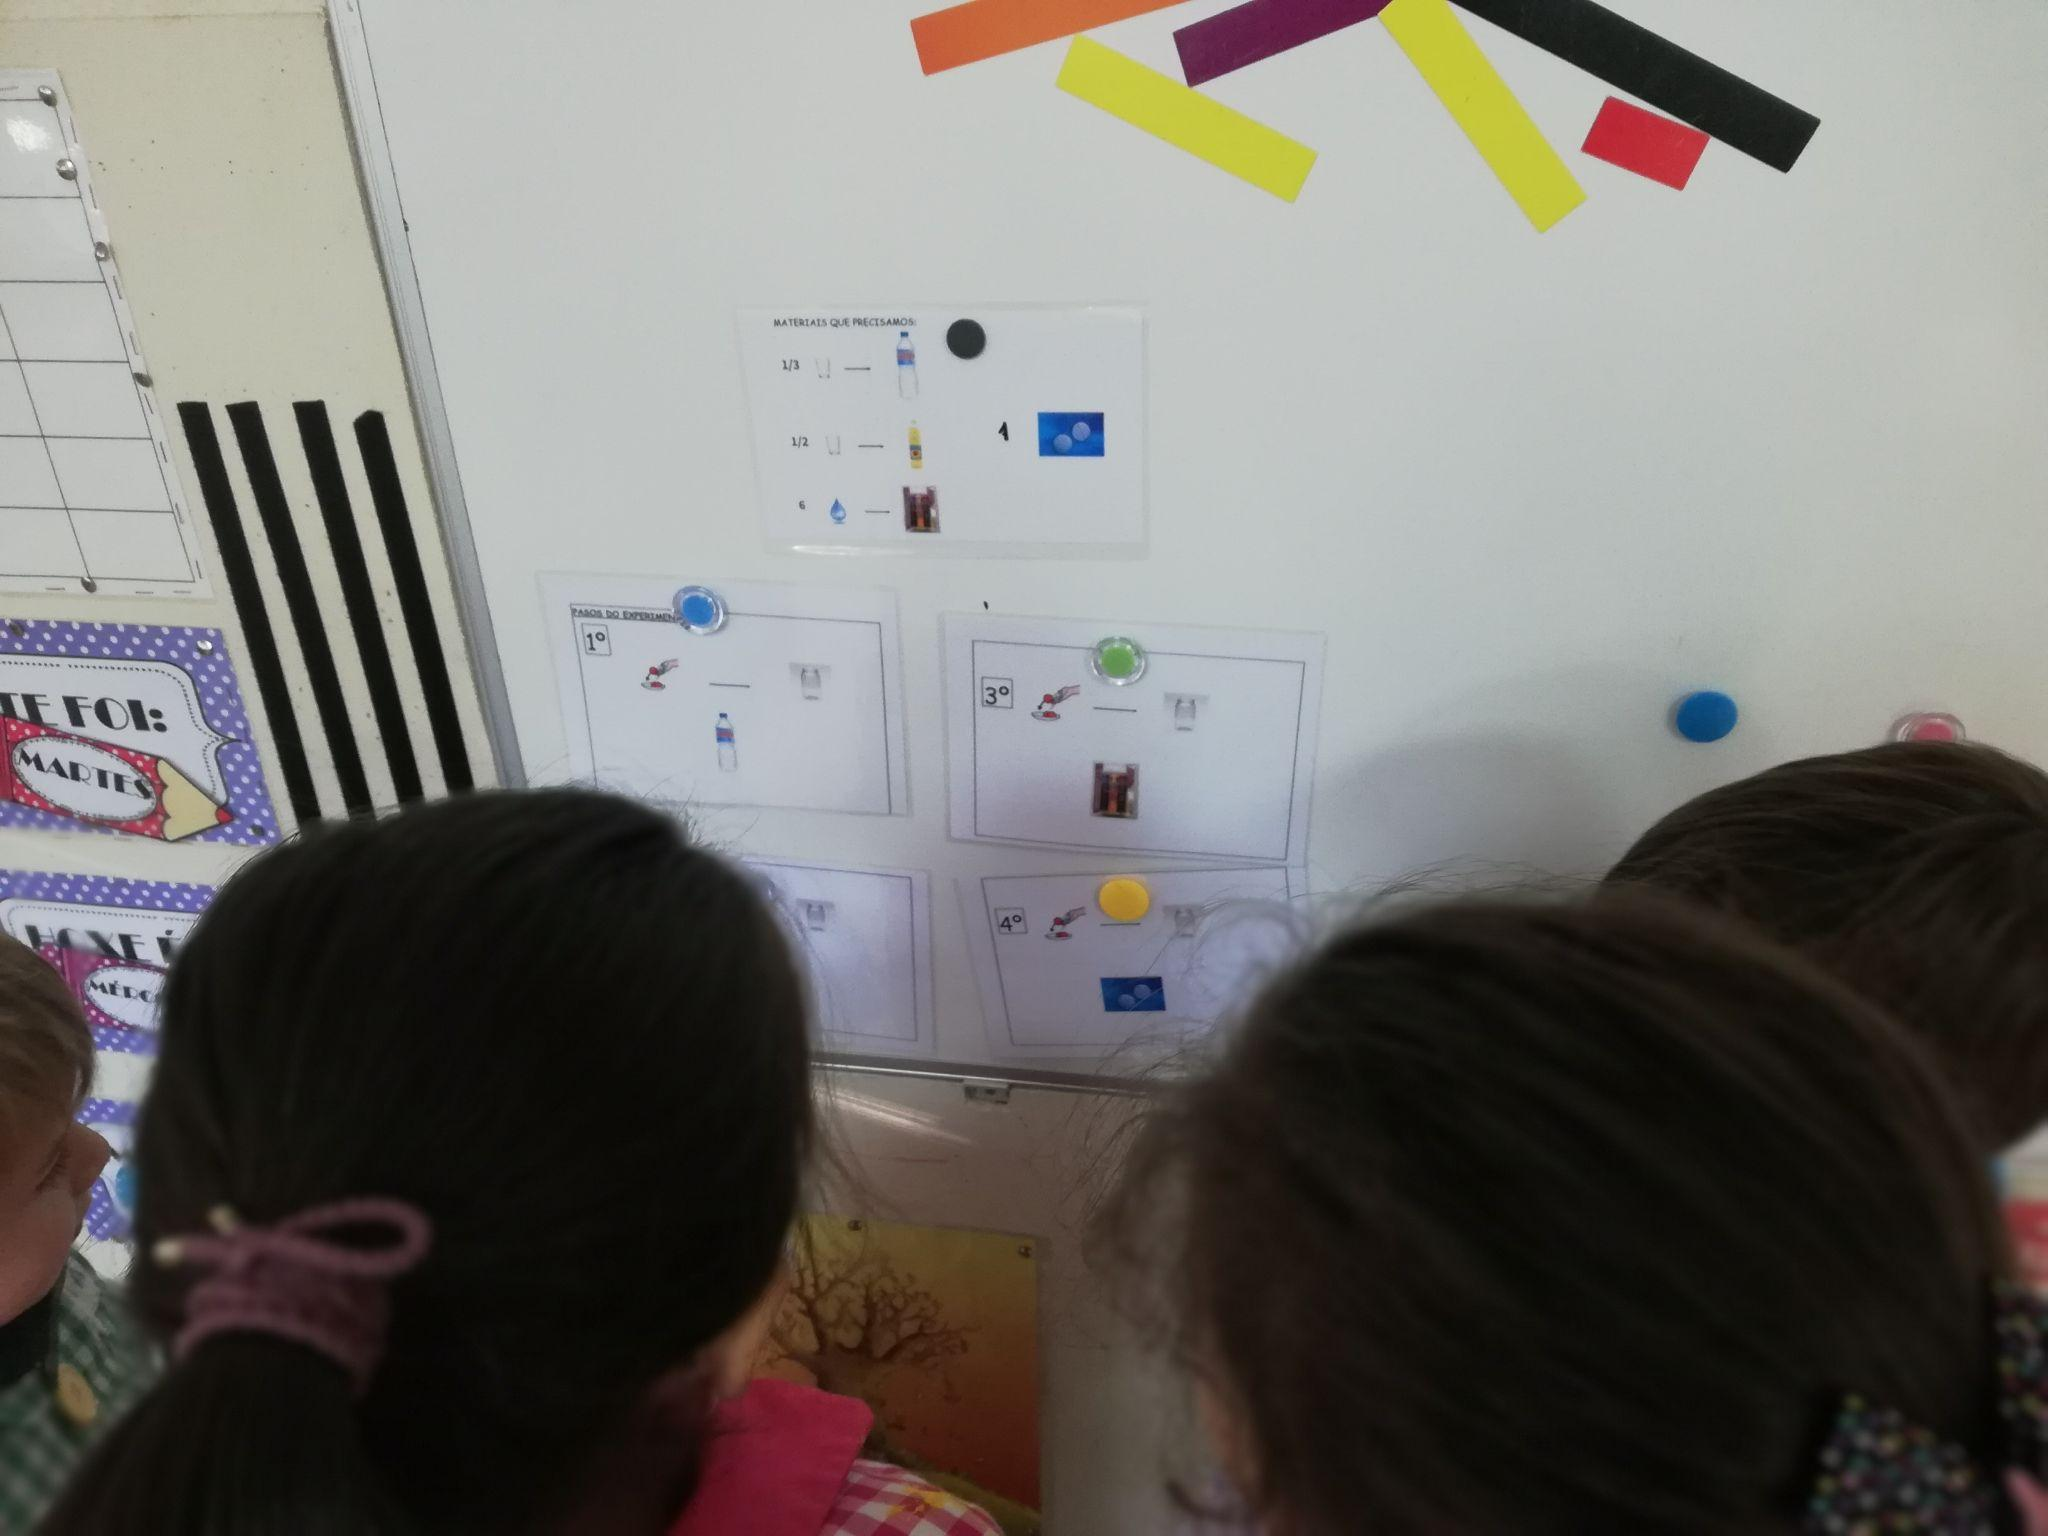 MATERIAIS QUE PRECISAMOS:
1/3
1/2
1
6
PASOS DO EXPERIMEN
1º
3º
4º
TE FOI:
MARTES
HOXE É
MÉRC